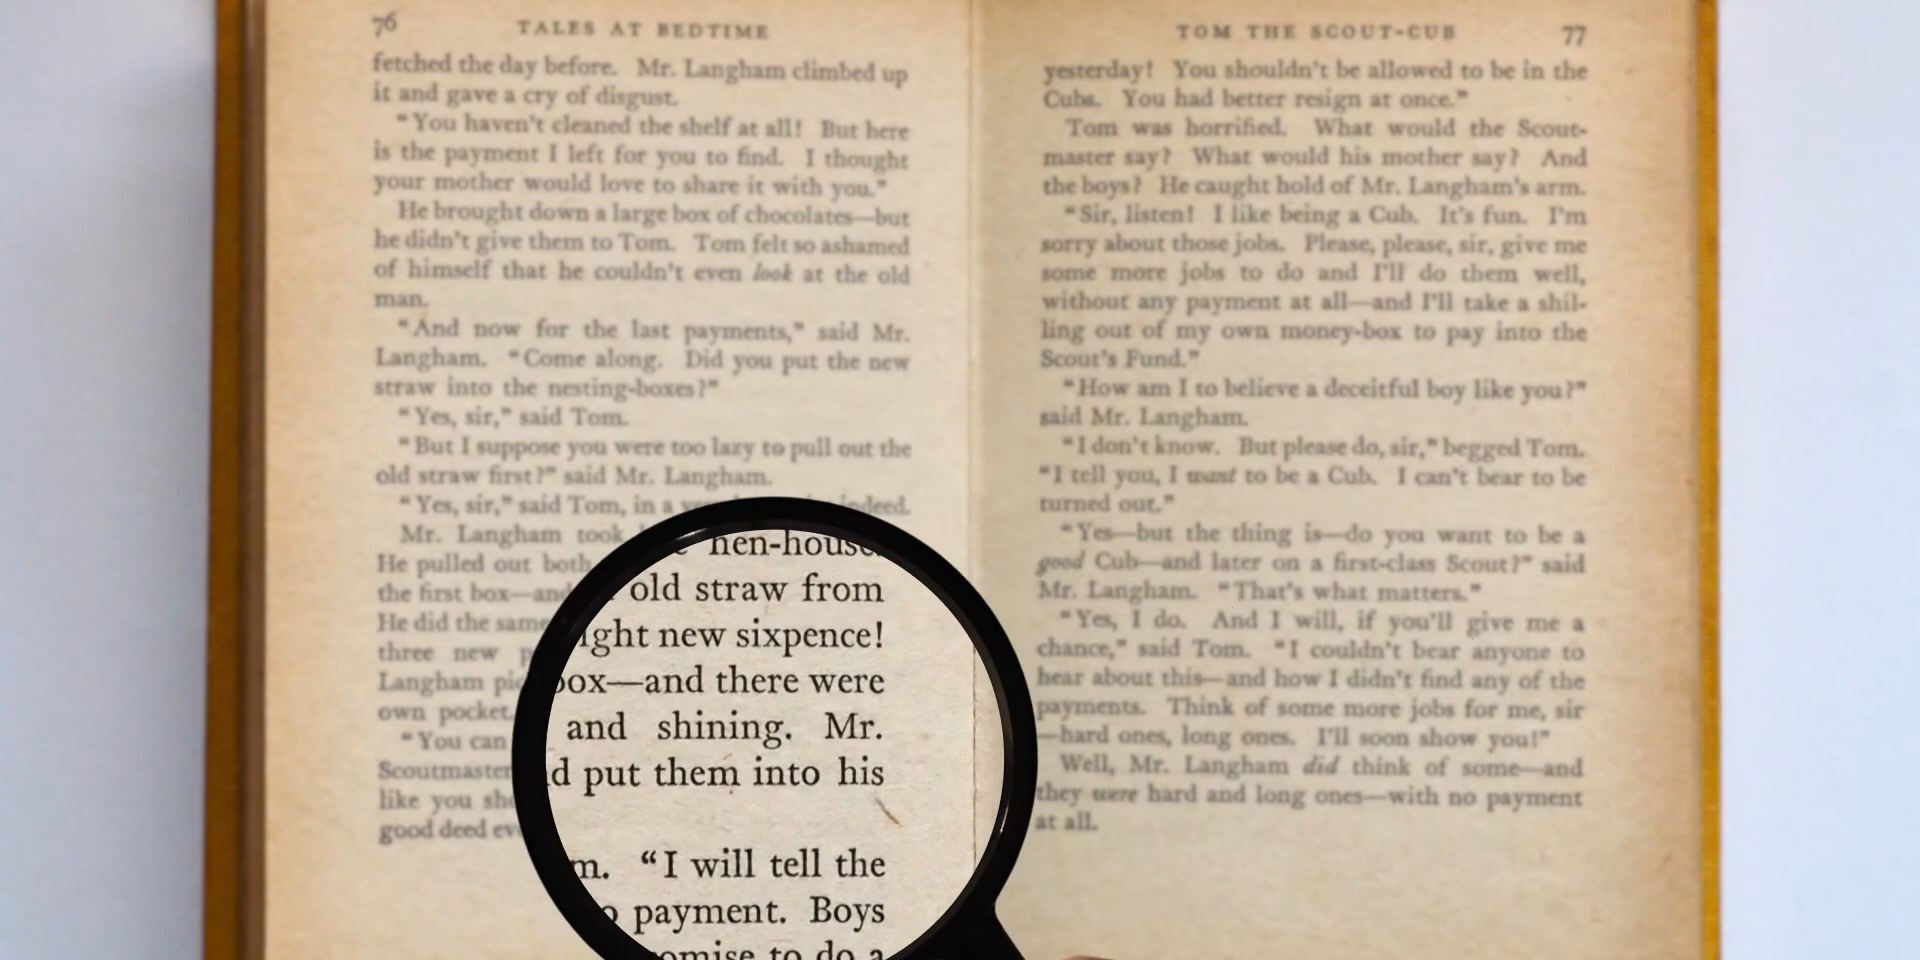 76 TALES AT BEDTIME
fetched the day before. Mr. Langham climbed up
it and gave a cry of disgust.
“You haven't cleaned the shelf at all! But here
is the payment I left for you to find. I thought
your mother would love to share it with you.”
He brought down a large box of chocolates—but
he didn't give them to Tom. Tom felt so ashamed
of himself that he couldn't even look at the old
man.
“And now for the last payments,” said Mr.
Langham. “Come along. Did you put the new
straw into the nesting-boxes?”
“Yes, sir,” said Tom.
“But I suppose you were too lazy to pull out the
old straw first?” said Mr. Langham.
“Yes, sir,” said Tom, in a indeed.
Mr. Langham took hen-house.
He pulled out both old straw from
the first box—and new sixpence!
He did the same box—and there were
three new and shining. Mr.
Langham put them into his
own pocket.
“You can “I will tell the
Scoutmaster payment. Boys
like you to do a
good deed
TOM THE SCOUT-CUB 77
yesterday! You shouldn't be allowed to be in the
Cubs. You had better resign at once.”
Tom was horrified. What would the Scout-
master say? What would his mother say? And
the boys? He caught hold of Mr. Langham's arm.
“Sir, listen! I like being a Cub. It's fun. I'm
sorry about those jobs. Please, please, sir, give me
some more jobs to do and I'll do them well,
without any payment at all—and I'll take a shil-
ling out of my own money-box to pay into the
Scout's Fund.”
“How am I to believe a deceitful boy like you?”
said Mr. Langham.
“I don't know. But please do, sir,” begged Tom.
“I tell you, I want to be a Cub. I can't bear to be
turned out.”
“Yes—but the thing is—do you want to be a
good Cub—and later on a first-class Scout?” said
Mr. Langham. “That's what matters.”
“Yes, I do. And I will, if you'll give me a
chance,” said Tom. “I couldn't bear anyone to
hear about this—and how I didn't find any of the
payments. Think of some more jobs for me, sir
—hard ones, long ones. I'll soon show you!”
Well, Mr. Langham did think of some—and
they were hard and long ones—with no payment
at all.